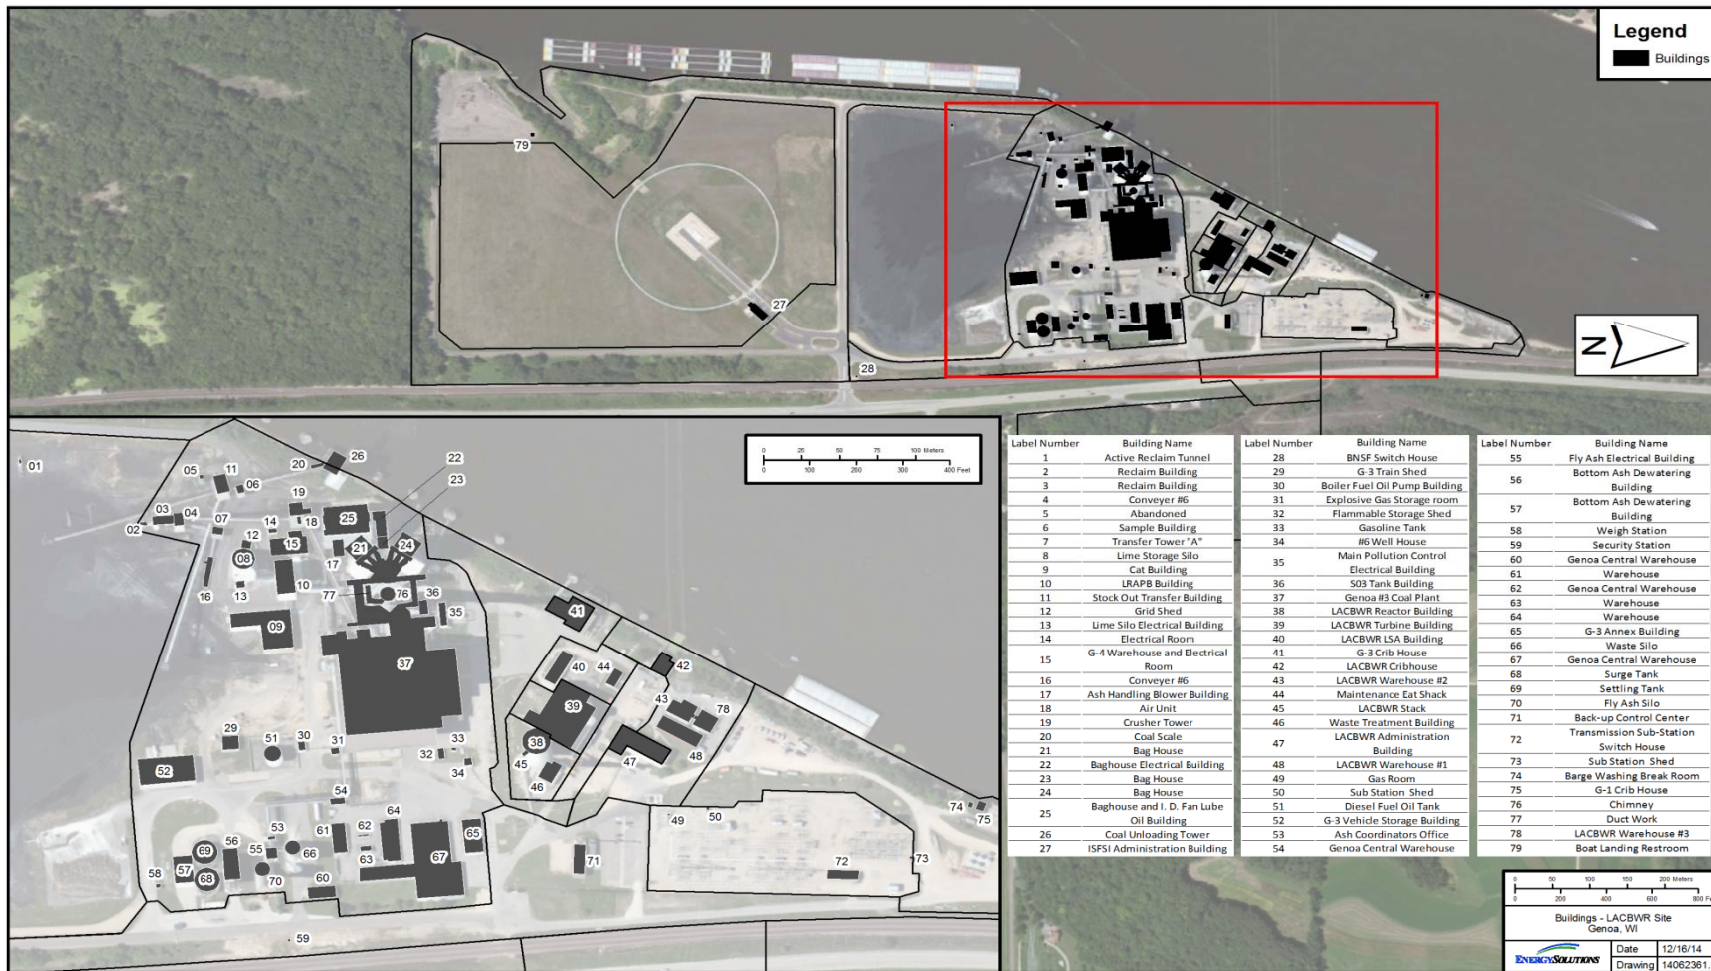 Legend
Buildings
79
27
28
N
0 25 50 75 100 Meters
0 100 200 300 400 Feet
01
05
11
20
26
22
06
23
19
03
04
02
07
14
18
25
12
15
21
24
08
17
10
16
13
77
76
36
35
09
41
37
40
44
42
43
78
39
29
51
30
31
32
33
38
34
45
47
48
52
46
54
49
50
74
75
53
61
62
64
65
69
56
55
66
63
67
73
57
71
72
58
68
70
60
59
Label Number Building Name
1 Active Reclaim Tunnel
2 Reclaim Building
3 Reclaim Building
4 Conveyer #6
5 Abandoned
6 Sample Building
7 Transfer Tower "A"
8 Lime Storage Silo
9 Cat Building
10 LRAPB Building
11 Stock Out Transfer Building
12 Grid Shed
13 Lime Silo Electrical Building
14 Electrical Room
15 G-4 Warehouse and Electrical
Room
16 Conveyer #6
17 Ash Handling Blower Building
18 Air Unit
19 Crusher Tower
20 Coal Scale
21 Bag House
22 Baghouse Electrical Building
23 Bag House
24 Bag House
25 Baghouse and I. D. Fan Lube
Oil Building
26 Coal Unloading Tower
27 ISFSI Administration Building
Label Number Building Name
28 BNSF Switch House
29 G-3 Train Shed
30 Boiler Fuel Oil Pump Building
31 Explosive Gas Storage room
32 Flammable Storage Shed
33 Gasoline Tank
34 #6 Well House
35 Main Pollution Control
Electrical Building
36 S03 Tank Building
37 Genoa #3 Coal Plant
38 LACBWR Reactor Building
39 LACBWR Turbine Building
40 LACBWR LSA Building
41 G-3 Crib House
42 LACBWR Cribhouse
43 LACBWR Warehouse #2
44 Maintenance Eat Shack
45 LACBWR Stack
46 Waste Treatment Building
47 LACBWR Administration
Building
48 LACBWR Warehouse #1
49 Gas Room
50 Sub Station Shed
51 Diesel Fuel Oil Tank
52 G-3 Vehicle Storage Building
53 Ash Coordinators Office
54 Genoa Central Warehouse
Label Number Building Name
55 Fly Ash Electrical Building
56 Bottom Ash Dewatering
Building
57 Bottom Ash Dewatering
Building
58 Weigh Station
59 Security Station
60 Genoa Central Warehouse
61 Warehouse
62 Genoa Central Warehouse
63 Warehouse
64 Warehouse
65 G-3 Annex Building
66 Waste Silo
67 Genoa Central Warehouse
68 Surge Tank
69 Settling Tank
70 Fly Ash Silo
71 Back-up Control Center
72 Transmission Sub-Station
Switch House
73 Sub Station Shed
74 Barge Washing Break Room
75 G-1 Crib House
76 Chimney
77 Duct Work
78 LACBWR Warehouse #3
79 Boat Landing Restroom
0 50 100 150 200 Meters
0 200 400 600 800 Fe
Buildings - LACBWR Site
Genoa, WI
ENERGYSOLUTIONS
Date 12/16/14
Drawing 14062361.